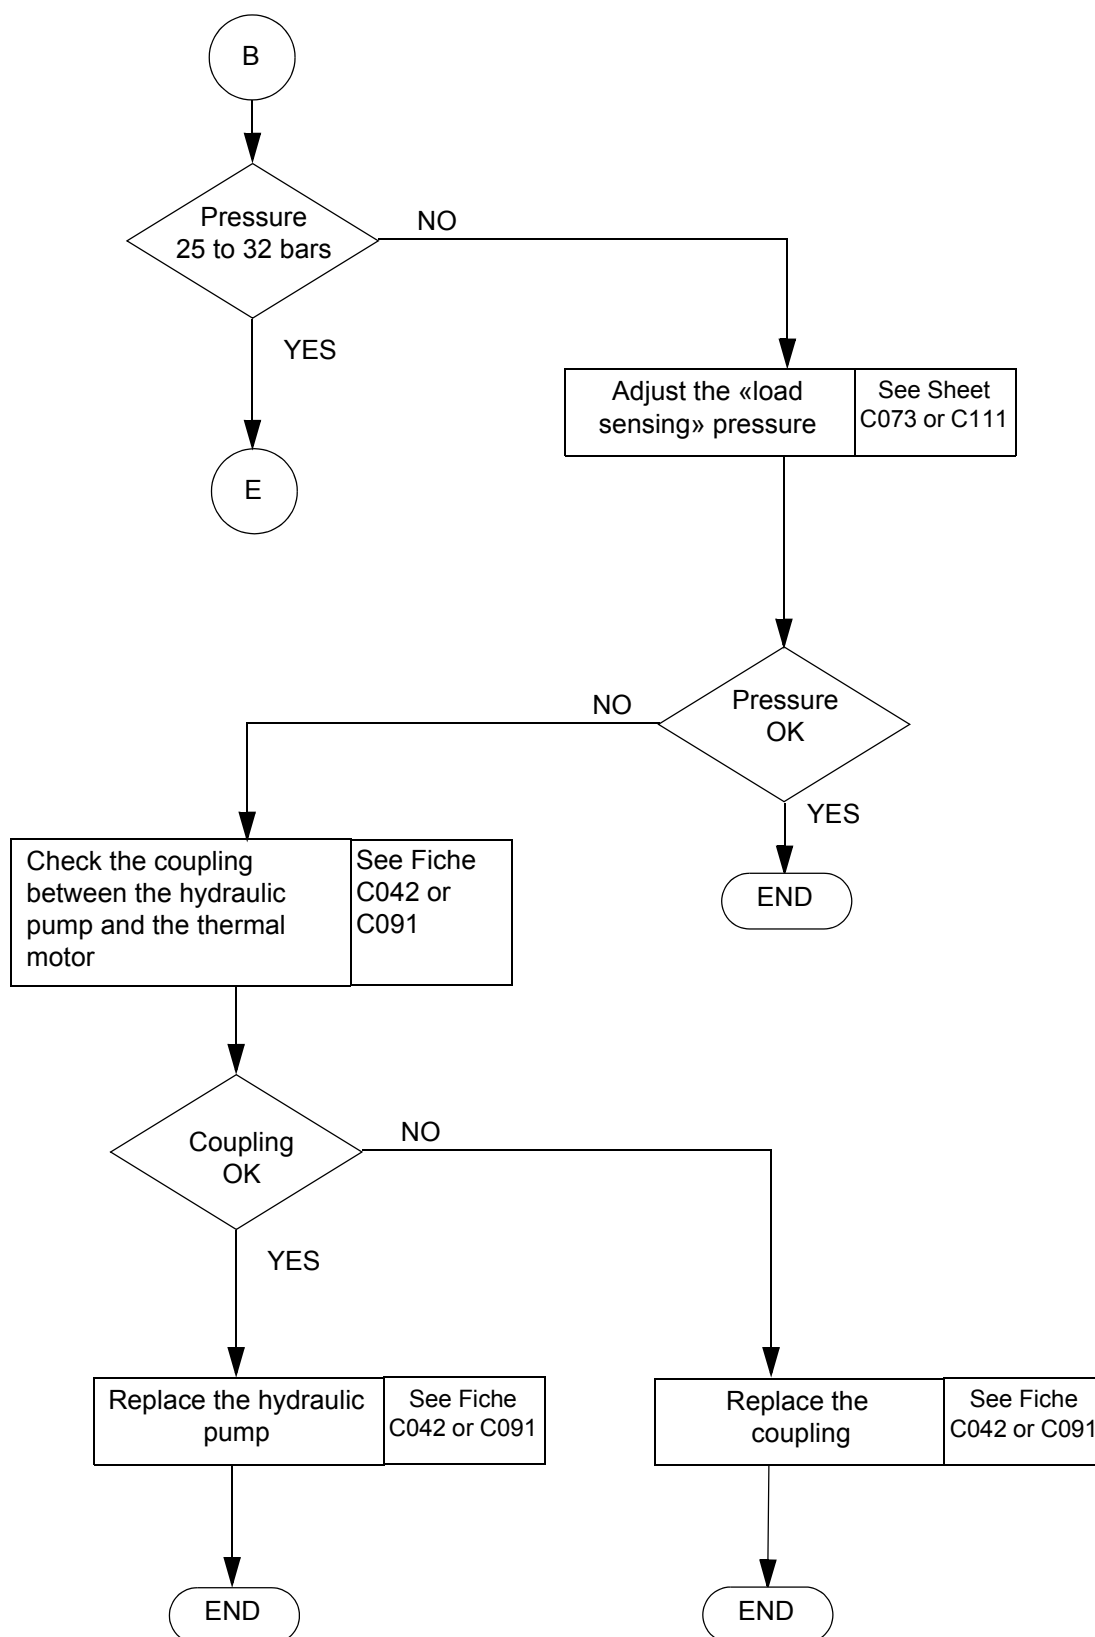 B
Pressure
25 to 32 bars
NO
YES
E
Adjust the «load
sensing» pressure
See Sheet
C073 or C111
Pressure
OK
NO
YES
END
Check the coupling
between the hydraulic
pump and the thermal
motor
See Fiche
C042 or
C091
Coupling
OK
NO
YES
Replace the hydraulic
pump
See Fiche
C042 or C091
Replace the
coupling
See Fiche
C042 or C091
END
END